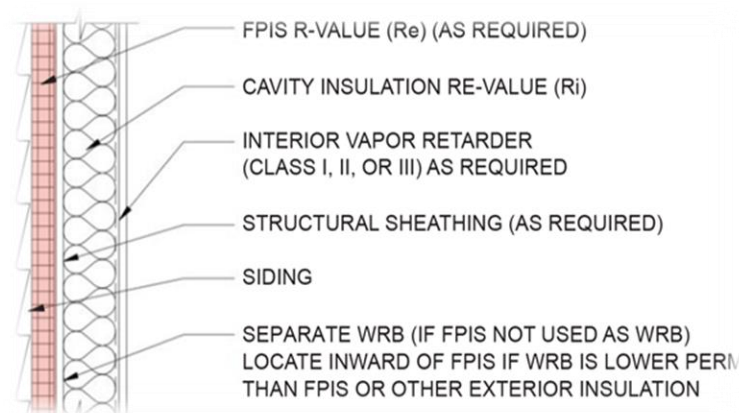 FPIS R-VALUE (Re) (AS REQUIRED)
CAVITY INSULATION RE-VALUE (Ri)
INTERIOR VAPOR RETARDER
(CLASS I, II, OR III) AS REQUIRED
STRUCTURAL SHEATHING (AS REQUIRED)
SIDING
SEPARATE WRB (IF FPIS NOT USED AS WRB)
LOCATE INWARD OF FPIS IF WRB IS LOWER PERM
THAN FPIS OR OTHER EXTERIOR INSULATION